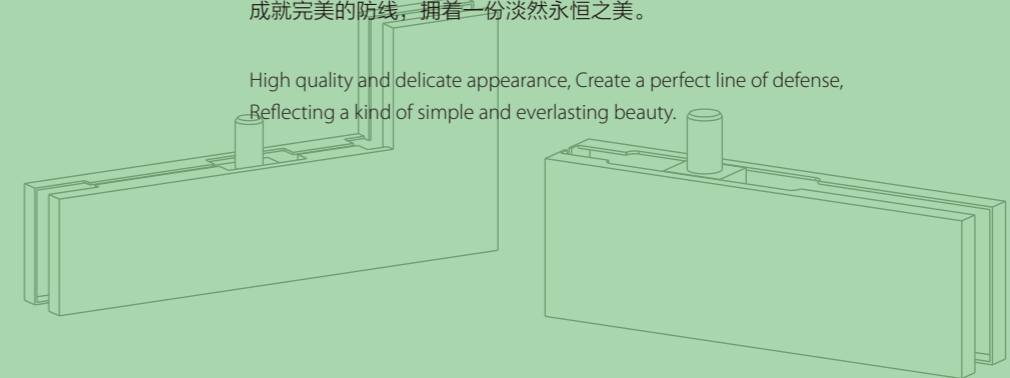 成就完美的防线，拥着一份淡然永恒之美。
High quality and delicate appearance, Create a perfect line of defense,
Reflecting a kind of simple and everlasting beauty.